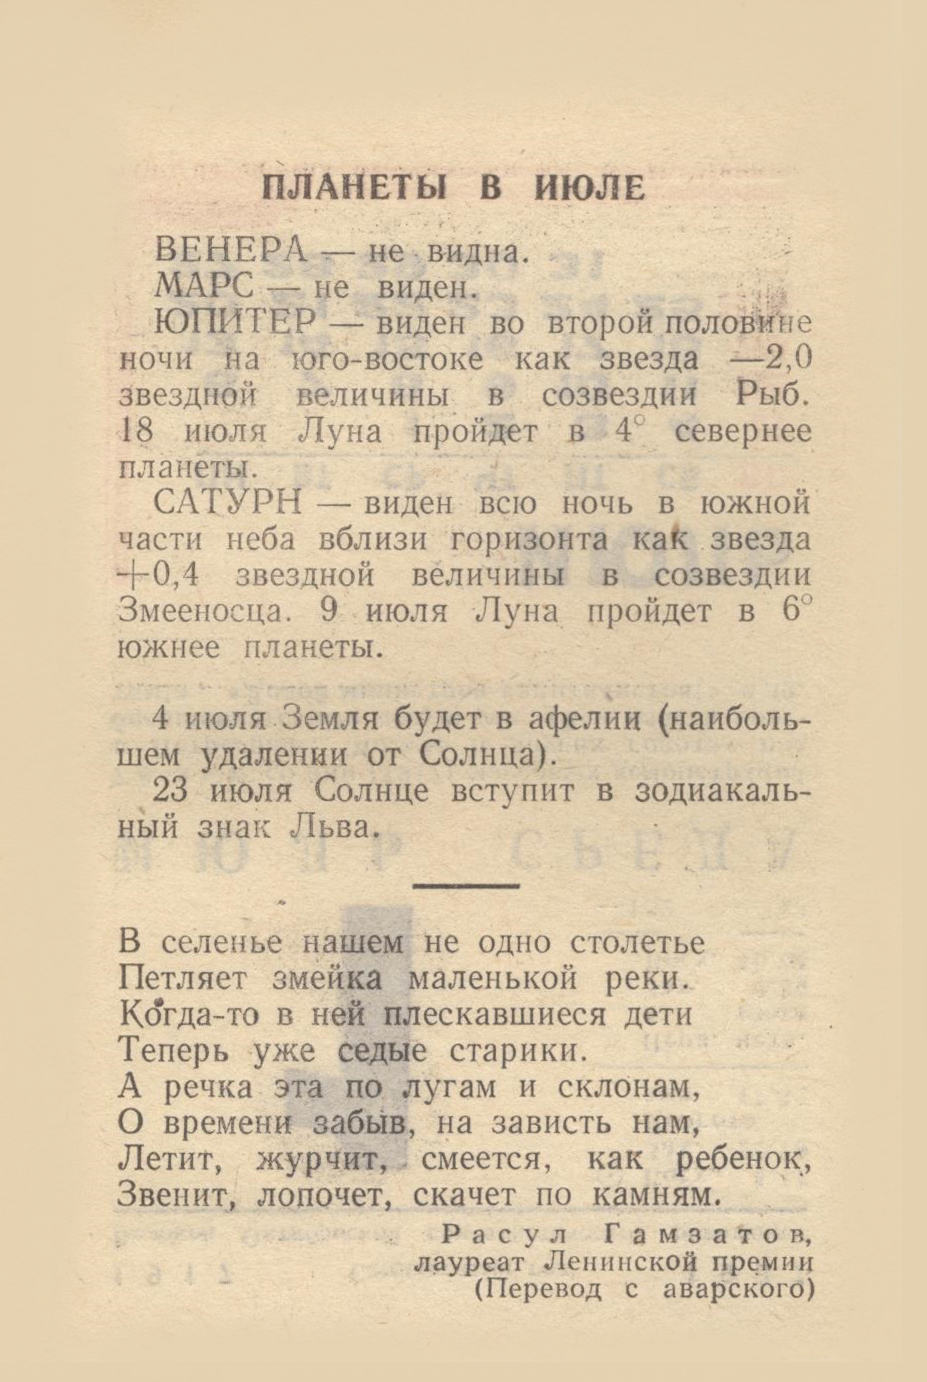 ПЛАНЕТЫ В ИЮЛЕ
ВЕНЕРА — не видна.
МАРС — не виден.
ЮПИТЕР — виден во второй половине
ночи на юго-востоке как звезда —2,0
звездной величины в созвездии Рыб.
18 июля Луна пройдет в 4° севернее
планеты.
САТУРН — виден всю ночь в южной
части неба вблизи горизонта как звезда
+0,4 звездной величины в созвездии
Змееносца. 9 июля Луна пройдет в 6°
южнее планеты.
4 июля Земля будет в афелии (наиболь-
шем удалении от Солнца).
23 июля Солнце вступит в зодиакаль-
ный знак Льва.
В селенье нашем не одно столетье
Петляет змейка маленькой реки.
Когда-то в ней плескавшиеся дети
Теперь уже седые старики.
А речка эта по лугам и склонам,
О времени забыв, на зависть нам,
Летит, журчит, смеется, как ребенок,
Звенит, лопочет, скачет по камням.
Расул Гамзатов,
лауреат Ленинской премии
(Перевод с аварского)